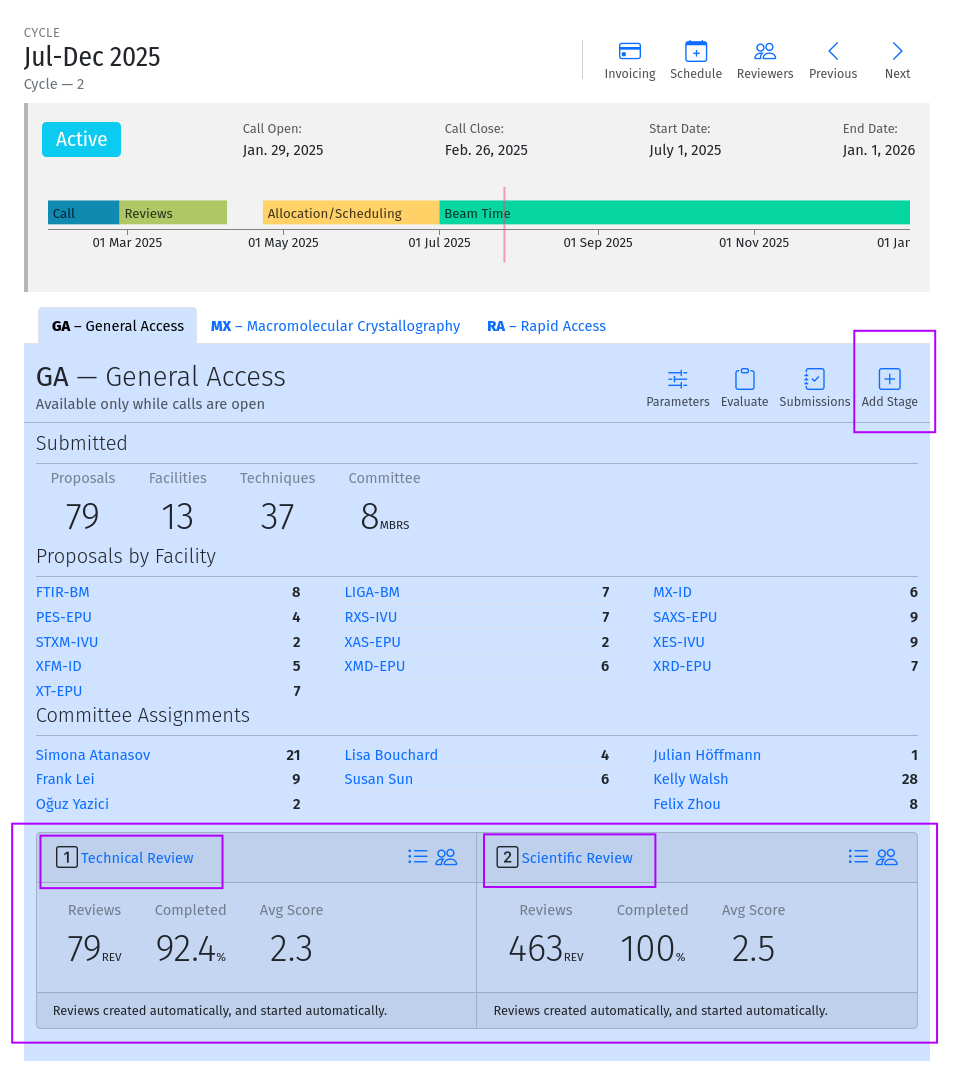 CYCLE
Jul-Dec 2025
Cycle — 2
Invoicing Schedule Reviewers Previous Next
Active
Call Open: Call Close: Start Date: End Date:
Jan. 29, 2025 Feb. 26, 2025 July 1, 2025 Jan. 1, 2026
Call Reviews Allocation/Scheduling Beam Time
01 Mar 2025 01 May 2025 01 Jul 2025 01 Sep 2025 01 Nov 2025 01 Jar
GA – General Access MX – Macromolecular Crystallography RA – Rapid Access
GA — General Access
Available only while calls are open
Parameters Evaluate Submissions Add Stage
Submitted
Proposals Facilities Techniques Committee
79 13 37 8 MBRS
Proposals by Facility
FTIR-BM 8 LIGA-BM 7 MX-ID 6
PES-EPU 4 RXS-IVU 7 SAXS-EPU 9
STXM-IVU 2 XAS-EPU 2 XES-IVU 9
XFM-ID 5 XMD-EPU 6 XRD-EPU 7
XT-EPU 7
Committee Assignments
Simona Atanasov 21 Lisa Bouchard 4 Julian Höffmann 1
Frank Lei 9 Susan Sun 6 Kelly Walsh 28
Oğuz Yazici 2 Felix Zhou 8
1 Technical Review 2 Scientific Review
Reviews Completed Avg Score Reviews Completed Avg Score
79 REV 92.4 % 2.3 463 REV 100 % 2.5
Reviews created automatically, and started automatically. Reviews created automatically, and started automatically.